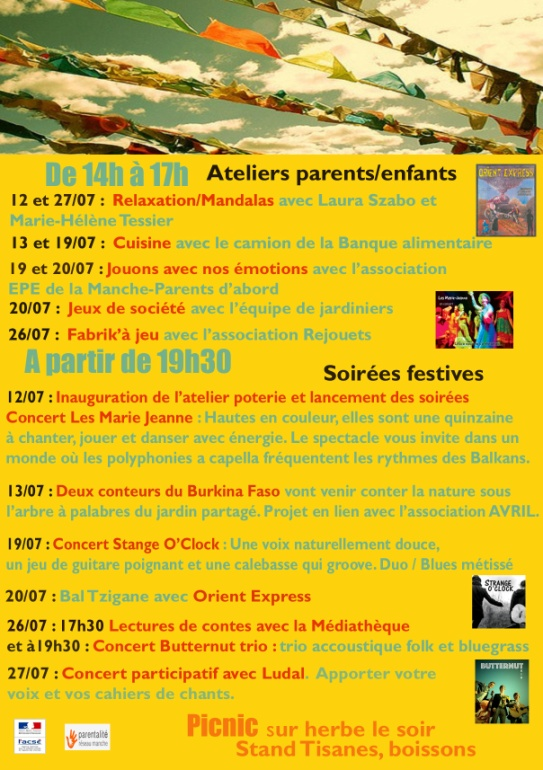 De 14h à 17h Ateliers parents/enfants
ORIENT EXPRESS
12 et 27/07 : Relaxation/Mandalas avec Laura Szabo et
Marie-Hélène Tessier
13 et 19/07 : Cuisine avec le camion de la Banque alimentaire
19 et 20/07 : Jouons avec nos émotions avec l'association
EPE de la Manche-Parents d'abord
20/07 : Jeux de société avec l'équipe de jardiniers
Les Marie-Jeanne
26/07 : Fabrik'à jeu avec l'association Rejouets
A partir de 19h30
Soirées festives
12/07 : Inauguration de l'atelier poterie et lancement des soirées
Concert Les Marie Jeanne : Hautes en couleur, elles sont une quinzaine
à chanter, jouer et danser avec énergie. Le spectacle vous invite dans un
monde où les polyphonies a capella fréquentent les rythmes des Balkans.
13/07 : Deux conteurs du Burkina Faso vont venir conter la nature sous
l'arbre à palabres du jardin partagé. Projet en lien avec l'association AVRIL.
19/07 : Concert Stange O'Clock : Une voix naturellement douce,
un jeu de guitare poignant et une calebasse qui groove. Duo / Blues métissé
20/07 : Bal Tzigane avec Orient Express
STRANGE
O'CLOCK
26/07 : 17h30 Lectures de contes avec la Médiathèque
et à19h30 : Concert Butternut trio : trio accoustique folk et bluegrass
27/07 : Concert participatif avec Ludal. Apporter votre
voix et vos cahiers de chants.
BUTTERNUT
facsé
parentalité
réseau manche
Picnic sur herbe le soir
Stand Tisanes, boissons